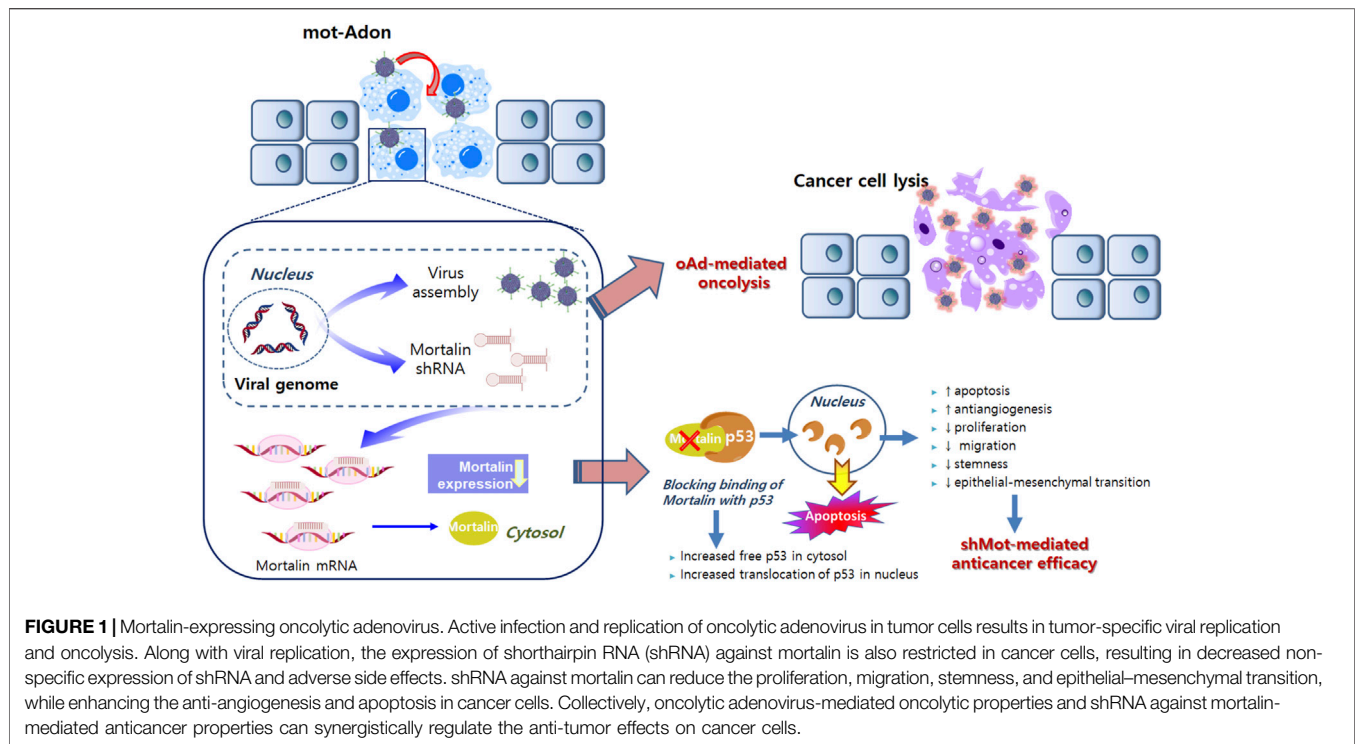 mot-Adon
Nucleus
Viral genome
Virus
assembly
Mortalin
shRNA
Mortalin
expression
Mortalin
Cytosol
Mortalin mRNA
oAd-mediated
oncolysis
Cancer cell lysis
Mortalin
p53
Blocking binding of
Mortalin with p53
Nucleus
Apoptosis
▸ Increased free p53 in cytosol
▸ Increased translocation of p53 in nucleus
▸ ↑ apoptosis
▸ ↑ antiangiogenesis
▸ ↓ proliferation
▸ ↓ migration
▸ ↓ stemness
▸ ↓ epithelial-mesenchymal transition
shMot-mediated
anticancer efficacy
FIGURE 1 | Mortalin-expressing oncolytic adenovirus. Active infection and replication of oncolytic adenovirus in tumor cells results in tumor-specific viral replication
and oncolysis. Along with viral replication, the expression of shorthairpin RNA (shRNA) against mortalin is also restricted in cancer cells, resulting in decreased non-
specific expression of shRNA and adverse side effects. shRNA against mortalin can reduce the proliferation, migration, stemness, and epithelial–mesenchymal transition,
while enhancing the anti-angiogenesis and apoptosis in cancer cells. Collectively, oncolytic adenovirus-mediated oncolytic properties and shRNA against mortalin-
mediated anticancer properties can synergistically regulate the anti-tumor effects on cancer cells.